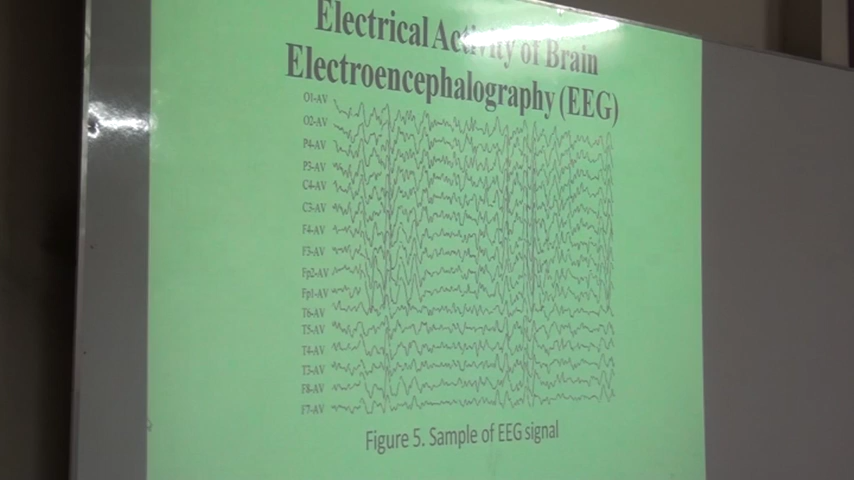 Electrical Activity of Brain
Electroencephalography (EEG)
O1-AV
O2-AV
P4-AV
P3-AV
C4-AV
C3-AV
F4-AV
F3-AV
Fp2-AV
Fp1-AV
T6-AV
T5-AV
T4-AV
T3-AV
F8-AV
F7-AV
Figure 5. Sample of EEG signal